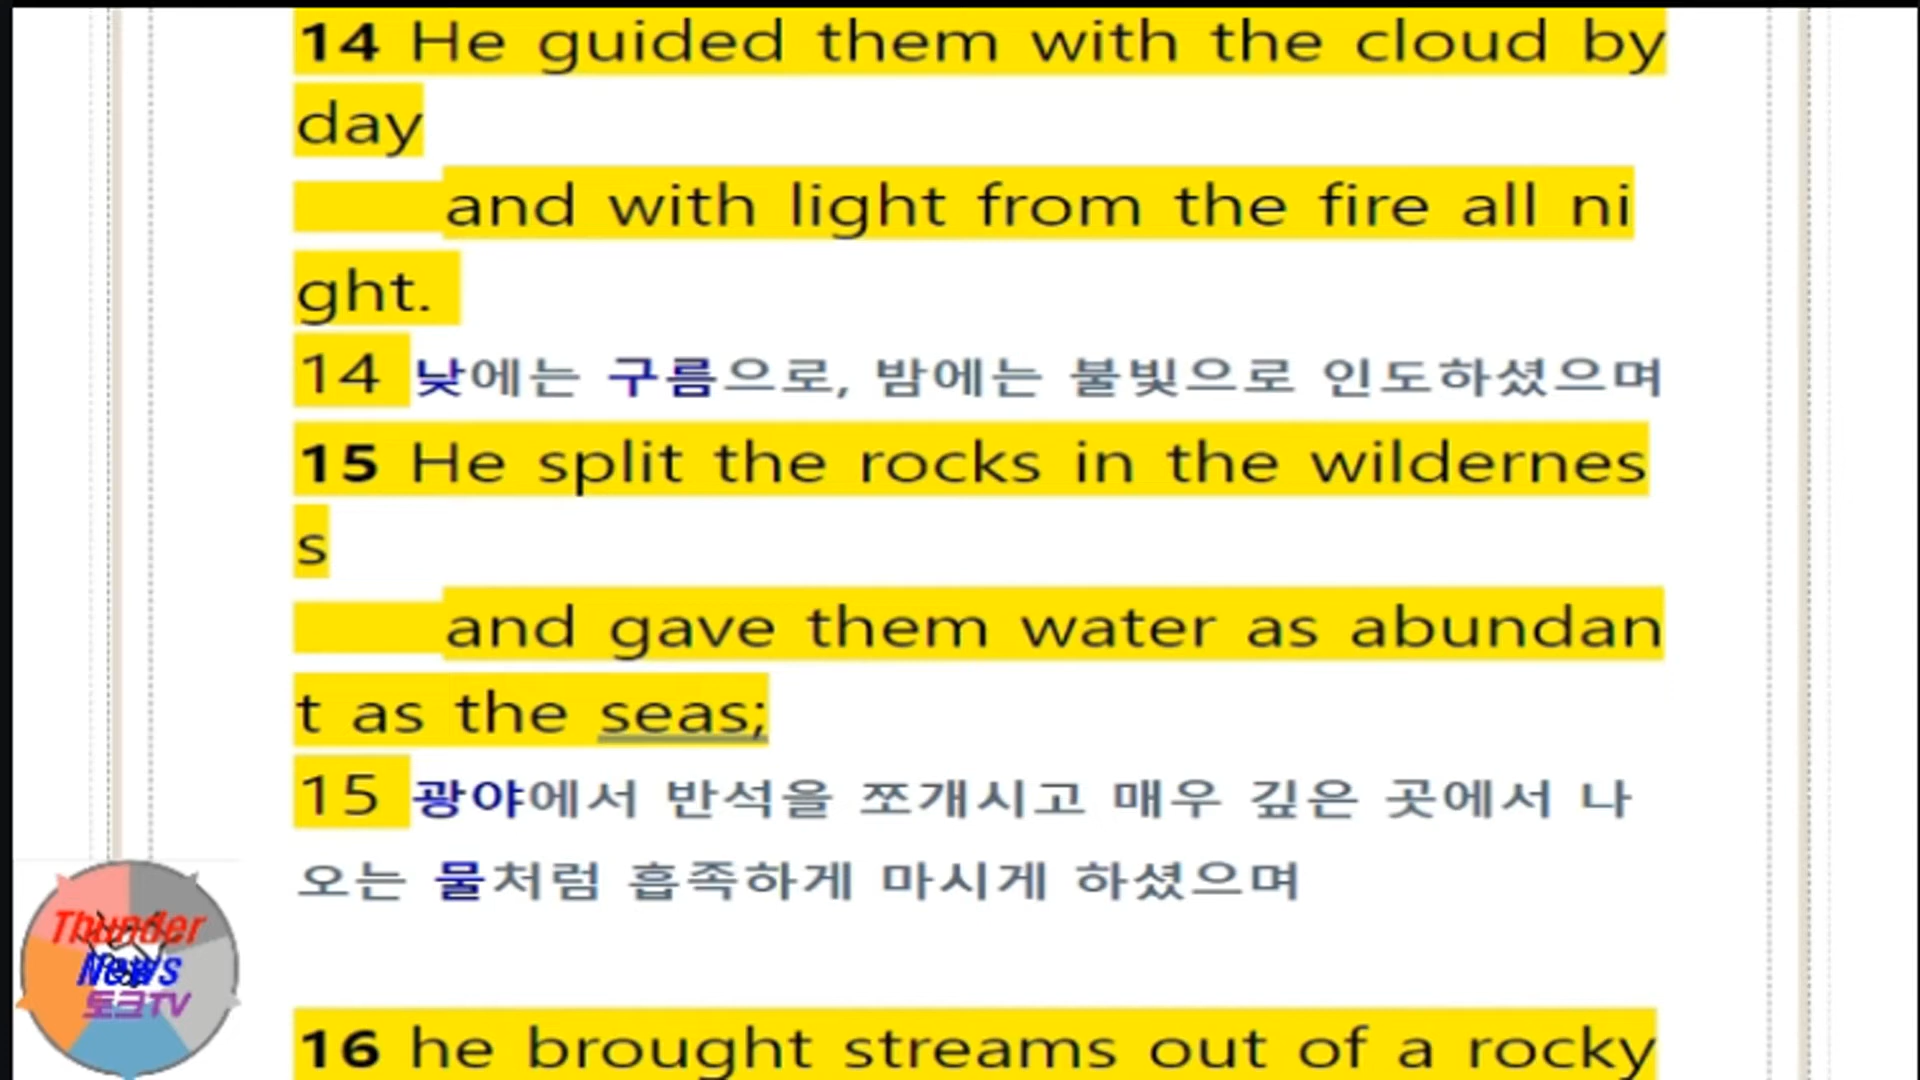 14 He guided them with the cloud by
day
and with light from the fire all ni
ght.
14 낮에는 구름으로, 밤에는 불빛으로 인도하셨으며
15 He split the rocks in the wildernes
s
and gave them water as abundan
t as the seas;
15 광야에서 반석을 쪼개시고 매우 깊은 곳에서 나
오는 물처럼 흡족하게 마시게 하셨으며
Thunder
News
토크TV
16 he brought streams out of a rocky